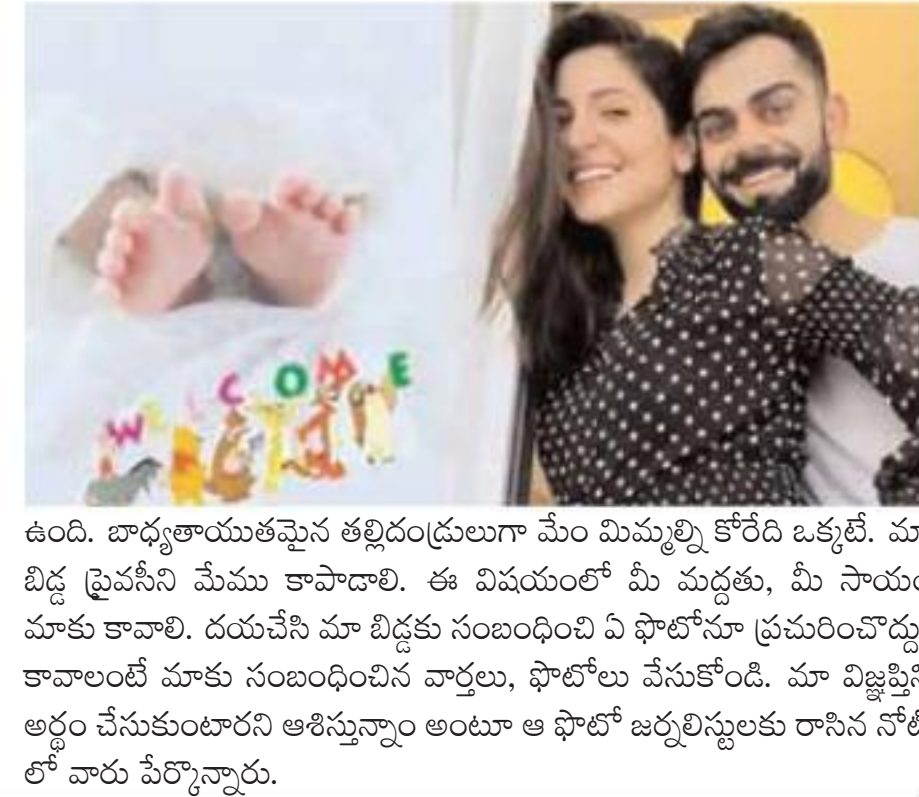 WELCOME
ఉంది. బాధ్యతాయుతమైన తల్లిదండ్రులుగా మేం మిమ్మల్ని కోరేది ఒక్కటే. మా
బిడ్డ ప్రైవసీని మేము కాపాడాలి. ఈ విషయంలో మీ మద్దతు, మీ సాయం
మాకు కావాలి. దయచేసి మా బిడ్డకు సంబంధించి ఏ ఫొటోనూ ప్రచురించొద్దు
కావాలంటే మాకు సంబంధించిన వార్తలు, ఫొటోలు వేసుకోండి. మా విజ్ఞప్తిని
అర్థం చేసుకుంటారని ఆశిస్తున్నాం అంటూ ఆ ఫొటో జర్నలిస్టులకు రాసిన నోట్
లో వారు పేర్కొన్నారు.